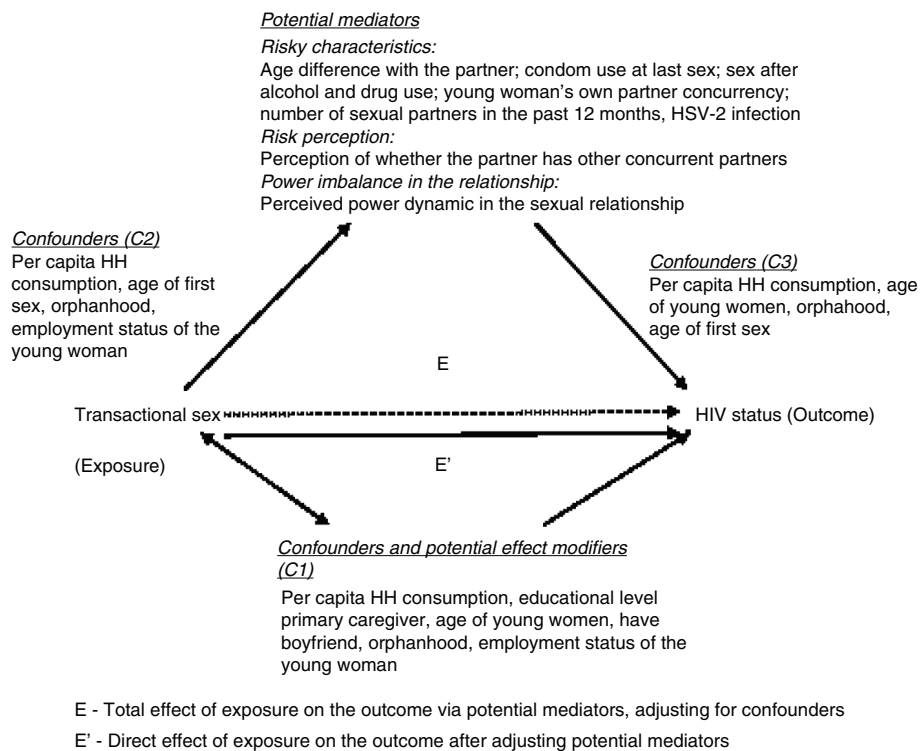 Potential mediators
Risky characteristics:
Age difference with the partner; condom use at last sex; sex after
alcohol and drug use; young woman's own partner concurrency;
number of sexual partners in the past 12 months, HSV-2 infection
Risk perception:
Perception of whether the partner has other concurrent partners
Power imbalance in the relationship:
Perceived power dynamic in the sexual relationship
Confounders (C2)
Per capita HH
consumption, age of first
sex, orphanhood,
employment status of the
young woman
Confounders (C3)
Per capita HH consumption, age
of young women, orphahood,
age of first sex
E
Transactional sex
HIV status (Outcome)
(Exposure)
E'
Confounders and potential effect modifiers
(C1)
Per capita HH consumption, educational level
primary caregiver, age of young women, have
boyfriend, orphanhood, employment status of the
young woman
E - Total effect of exposure on the outcome via potential mediators, adjusting for confounders
E' - Direct effect of exposure on the outcome after adjusting potential mediators